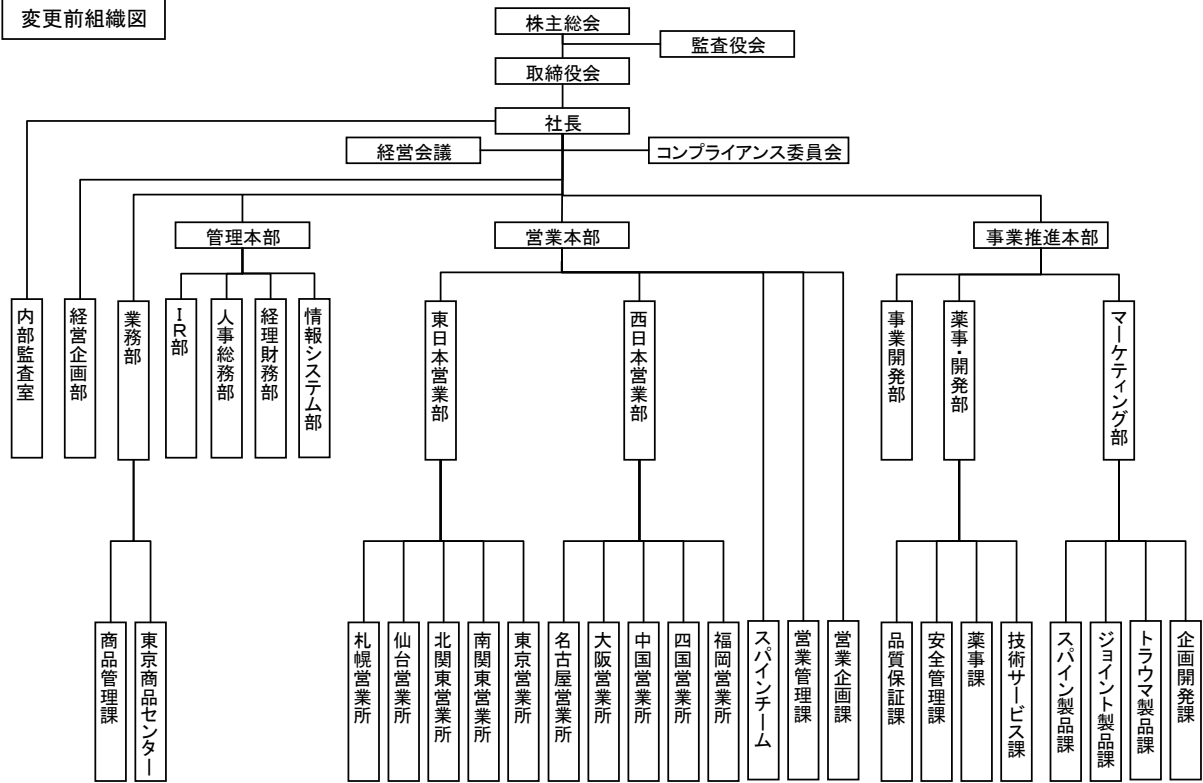 変更前組織図
株主総会
監査役会
取締役会
社長
経営会議
コンプライアンス委員会
管理本部
営業本部
事業推進本部
内部監査室
経営企画部
業務部
IR部
人事総務部
経理財務部
情報システム部
東日本営業部
西日本営業部
事業開発部
薬事・開発部
マーケティング部
商品管理課
東京商品センター
札幌営業所
仙台営業所
北関東営業所
南関東営業所
東京営業所
名古屋営業所
大阪営業所
中国営業所
四国営業所
福岡営業所
スパインチーム
営業管理課
営業企画課
品質保証課
安全管理課
薬事課
技術サービス課
スパイン製品課
ジョイント製品課
トラウマ製品課
企画開発課